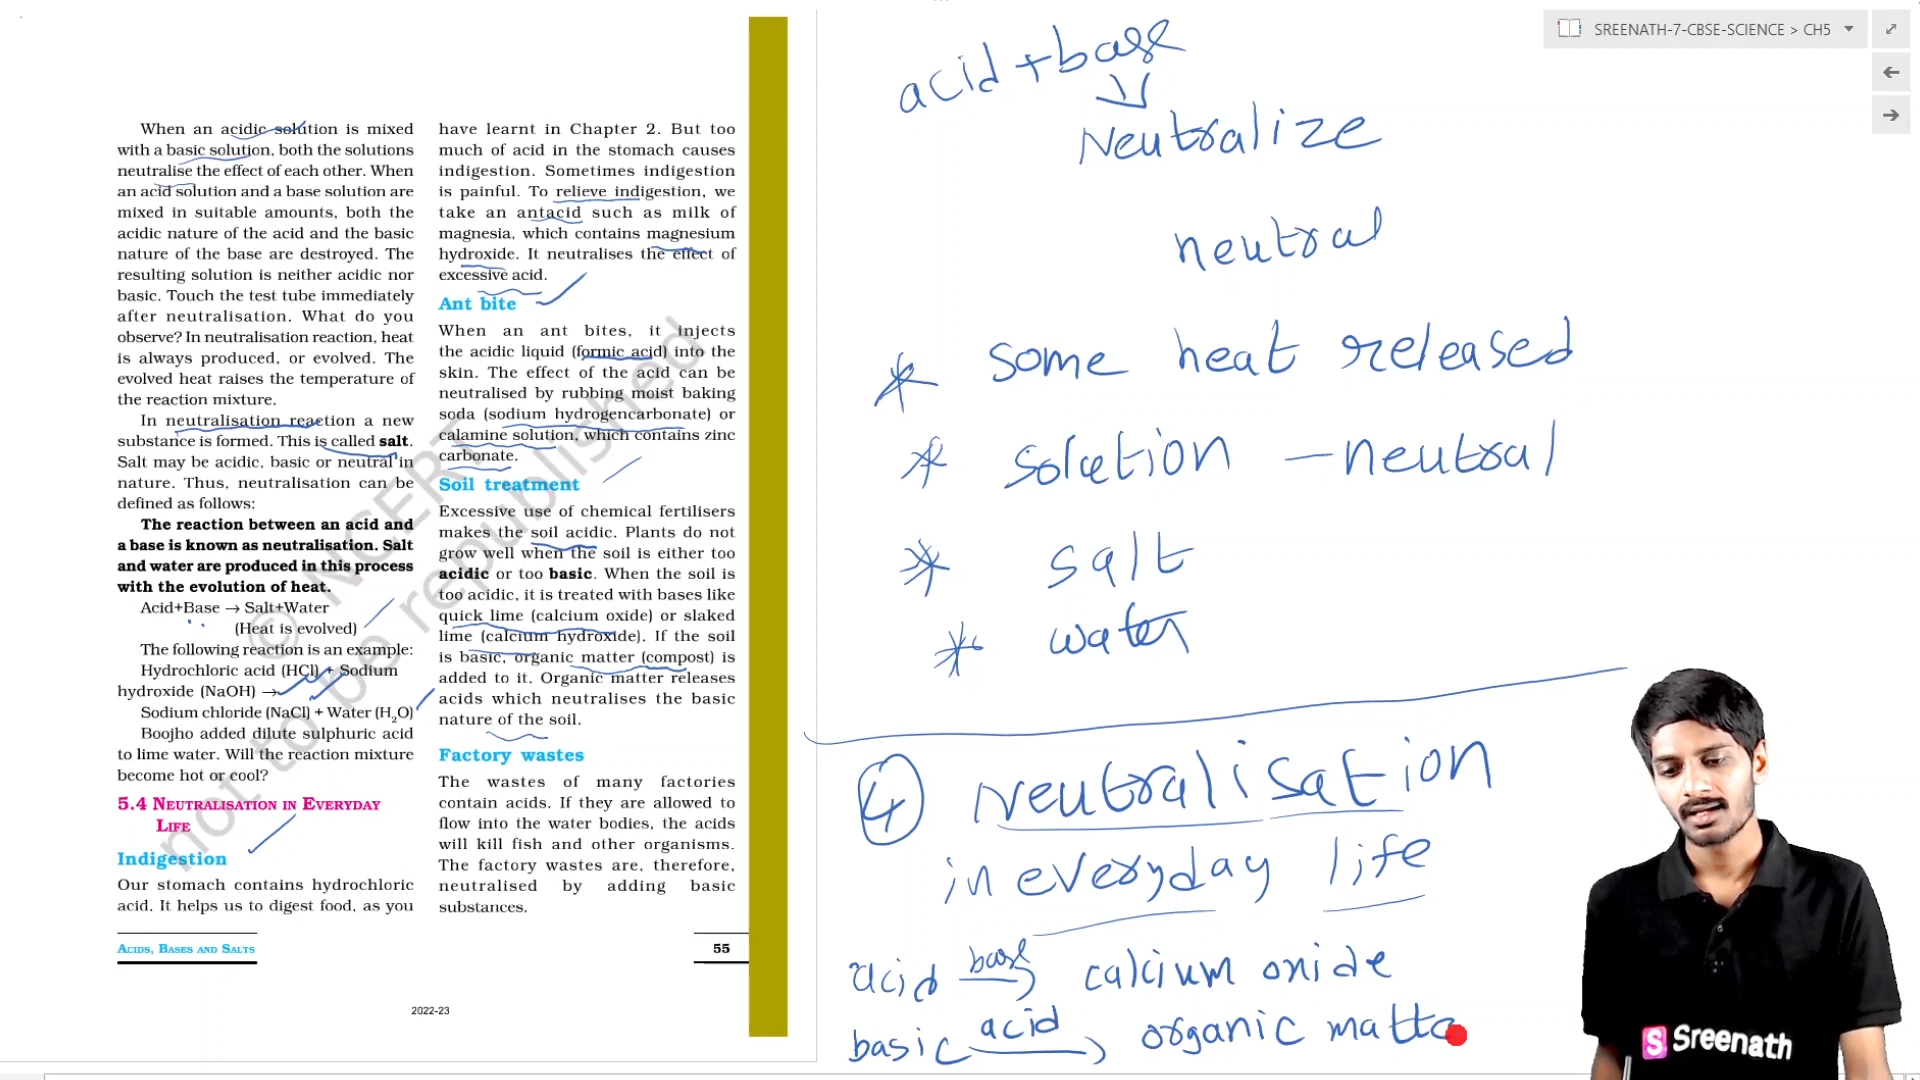 When an acidic solution is mixed
with a basic solution, both the solutions
neutralise the effect of each other. When
an acid solution and a base solution are
mixed in suitable amounts, both the
acidic nature of the acid and the basic
nature of the base are destroyed. The
resulting solution is neither acidic nor
basic. Touch the test tube immediately
after neutralisation. What do you
observe? In neutralisation reaction, heat
is always produced, or evolved. The
evolved heat raises the temperature of
the reaction mixture.
In neutralisation reaction a new
substance is formed. This is called salt.
Salt may be acidic, basic or neutral in
nature. Thus, neutralisation can be
defined as follows:
The reaction between an acid and
a base is known as neutralisation. Salt
and water are produced in this process
with the evolution of heat.
Acid+Base → Salt+Water
(Heat is evolved)
The following reaction is an example:
Hydrochloric acid (HCl) + Sodium
hydroxide (NaOH) →
Sodium chloride (NaCl) + Water (H₂O)
Boojho added dilute sulphuric acid
to lime water. Will the reaction mixture
become hot or cool?
5.4 NEUTRALISATION IN EVERYDAY
LIFE
Indigestion
Our stomach contains hydrochloric
acid. It helps us to digest food, as you
have learnt in Chapter 2. But too
much of acid in the stomach causes
indigestion. Sometimes indigestion
is painful. To relieve indigestion, we
take an antacid such as milk of
magnesia, which contains magnesium
hydroxide. It neutralises the effect of
excessive acid.
Ant bite
When an ant bites, it injects
the acidic liquid (formic acid) into the
skin. The effect of the acid can be
neutralised by rubbing moist baking
soda (sodium hydrogencarbonate) or
calamine solution, which contains zinc
carbonate.
Soil treatment
Excessive use of chemical fertilisers
makes the soil acidic. Plants do not
grow well when the soil is either too
acidic or too basic. When the soil is
too acidic, it is treated with bases like
quick lime (calcium oxide) or slaked
lime (calcium hydroxide). If the soil
is basic, organic matter (compost) is
added to it. Organic matter releases
acids which neutralises the basic
nature of the soil.
Factory wastes
The wastes of many factories
contain acids. If they are allowed to
flow into the water bodies, the acids
will kill fish and other organisms.
The factory wastes are, therefore,
neutralised by adding basic
substances.
ACIDS, BASES AND SALTS
55
2022-23
© NCERT
not to be republished
acid + base
Neutralize
neutral
* some heat released
* solution - neutral
* salt
* water
4 Neutralisation
in everyday life
acid base → calcium oxide
basic acid → organic matte
SREENATH-7-CBSE-SCIENCE > CH5
S Sreenath